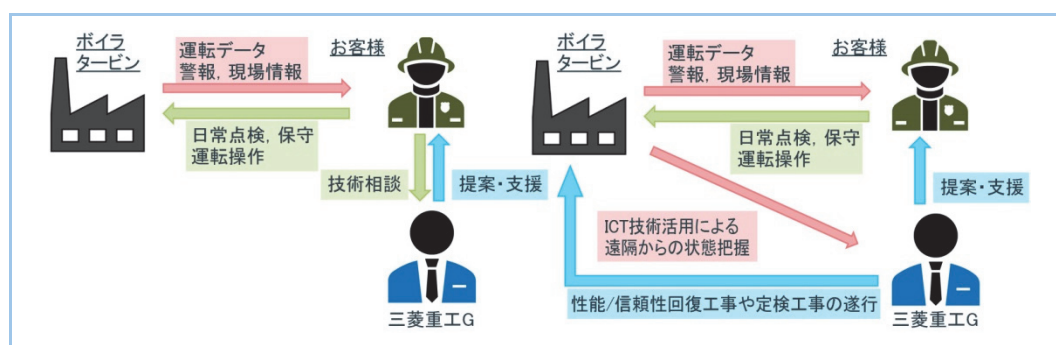 ボイラ
タービン
運転データ
警報, 現場情報
お客様
日常点検, 保守
運転操作
技術相談
提案・支援
三菱重工G
ボイラ
タービン
運転データ
警報, 現場情報
お客様
日常点検, 保守
運転操作
提案・支援
ICT技術活用による
遠隔からの状態把握
性能/信頼性回復工事や定検工事の遂行
三菱重工G